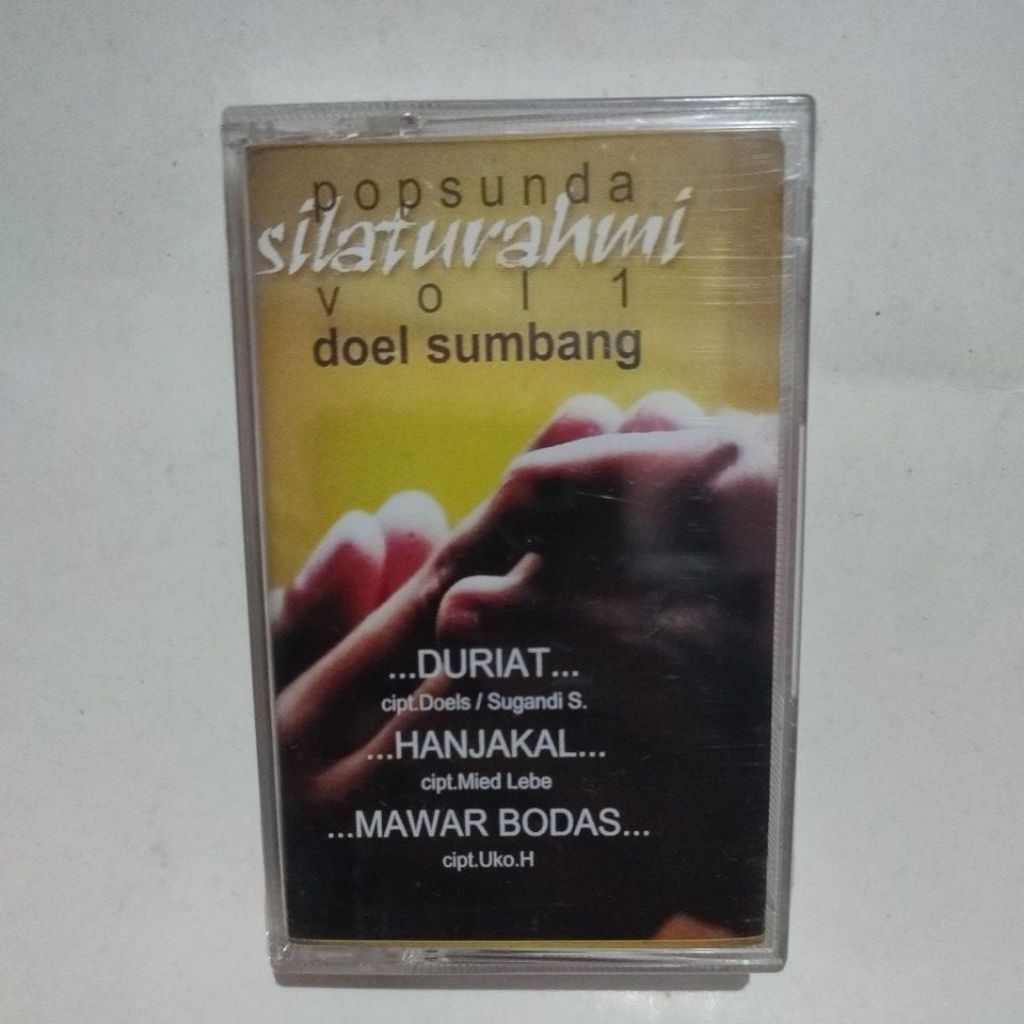 popsunda
silaturahmi
vol 1
doel sumbang
...DURIAT...
cipt.Doels / Sugandi S.
...HANJAKAL...
cipt.Mied Lebe
...MAWAR BODAS...
cipt.Uko.H